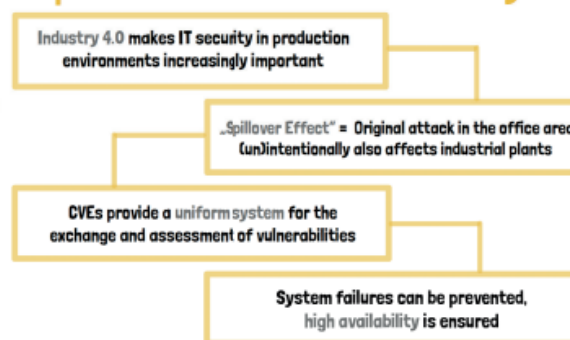 Industry 4.0 makes IT security in production
environments increasingly important
„Spillover Effect“ = Original attack in the office area
(un)intentionally also affects industrial plants
CVEs provide a uniform system for the
exchange and assessment of vulnerabilities
System failures can be prevented,
high availability is ensured